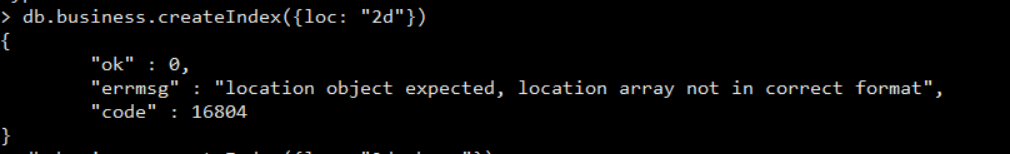 > db.business.createIndex({loc: "2d"})
{
        "ok" : 0,
        "errmsg" : "location object expected, location array not in correct format",
        "code" : 16804
}